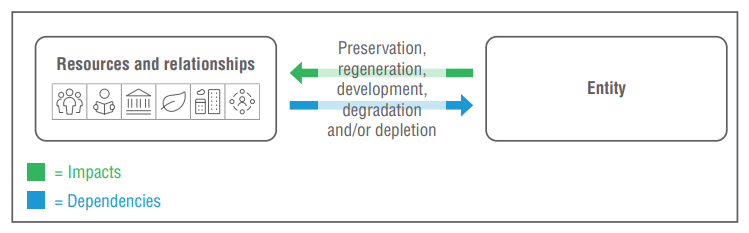 Resources and relationships
Preservation,
regeneration,
development,
degradation
and/or depletion
Entity
= Impacts
= Dependencies